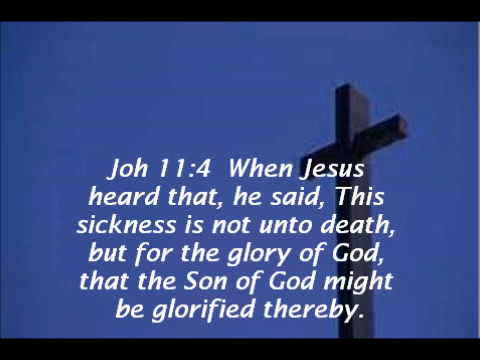 Joh 11:4  When Jesus
heard that, he said, This
sickness is not unto death,
but for the glory of God,
that the Son of God might
be glorified thereby.